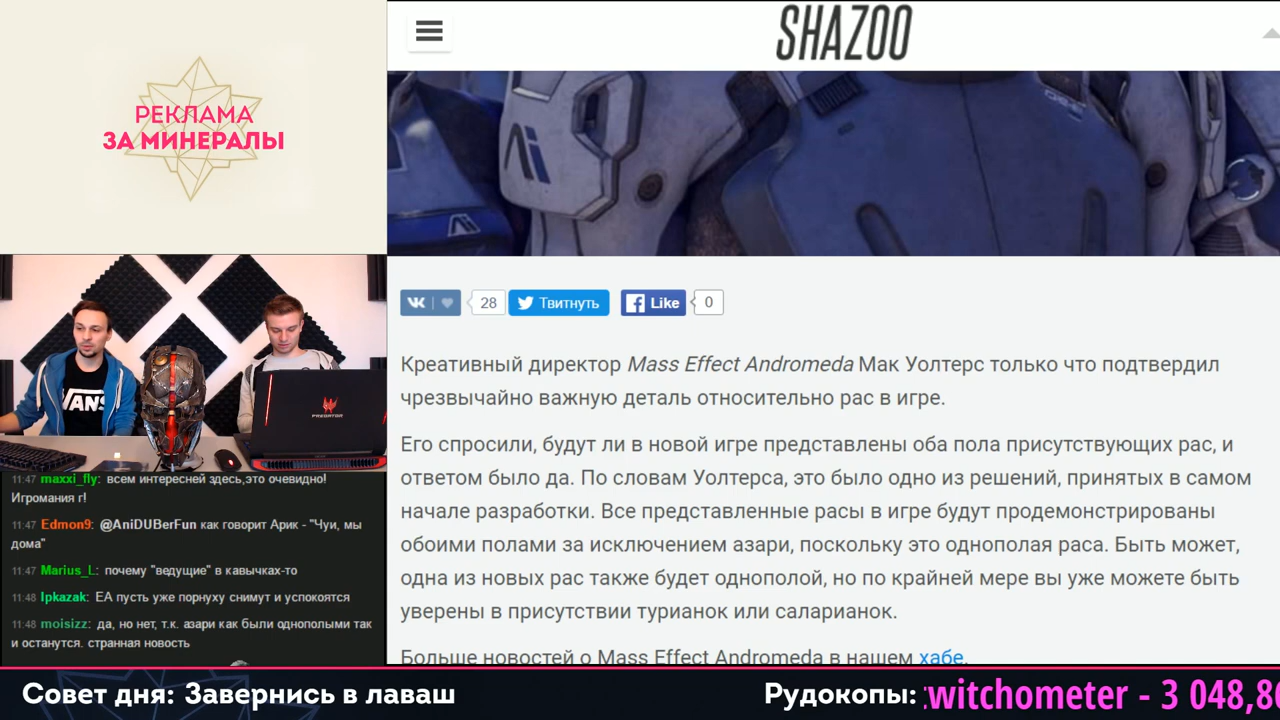 РЕКЛАМА
ЗА МИНЕРАЛЫ
SHAZOO
Ai
Ai
28
Твитнуть
Like
0
Креативный директор Mass Effect Andromeda Мак Уолтерс только что подтвердил
чрезвычайно важную деталь относительно рас в игре.
Его спросили, будут ли в новой игре представлены оба пола присутствующих рас, и
ответом было да. По словам Уолтерса, это было одно из решений, принятых в самом
начале разработки. Все представленные расы в игре будут продемонстрированы
обоими полами за исключением азари, поскольку это однополая раса. Быть может,
одна из новых рас также будет однополой, но по крайней мере вы уже можете быть
уверены в присутствии турианок или саларианок.
Больше новостей о Mass Effect Andromeda в нашем хабе.
VANS
PREDATOR
11:47 maxxi_fly: всем интересней здесь,это очевидно!
Игромания г!
11:47 Edmon9: @AniDUBerFun как говорит Арик - "Чуи, мы
дома"
11:47 Marius_L: почему "ведущие" в кавычках-то
11:48 Ipkazak: ЕА пусть уже порнуху снимут и успокоятся
11:48 moisizz: да, но нет, т.к. азари как были однополыми так
и останутся. странная новость
Совет дня: Завернись в лаваш
Рудокопы: witchometer - 3 048,8